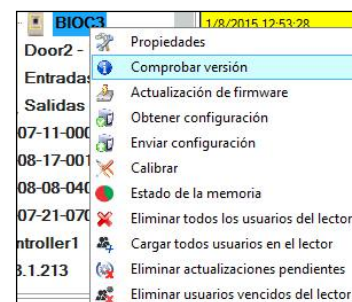 BIOC3
1/8/2015 12:53:28
Propiedades
Door2 -
Comprobar versión
Entradas
Actualización de firmware
Salidas
Obtener configuración
07-11-000
Enviar configuración
08-17-001
Calibrar
08-08-040
Estado de la memoria
07-21-070
Eliminar todos los usuarios del lector
ntroller1
Cargar todos usuarios en el lector
3.1.213
Eliminar actualizaciones pendientes
Eliminar usuarios vencidos del lector